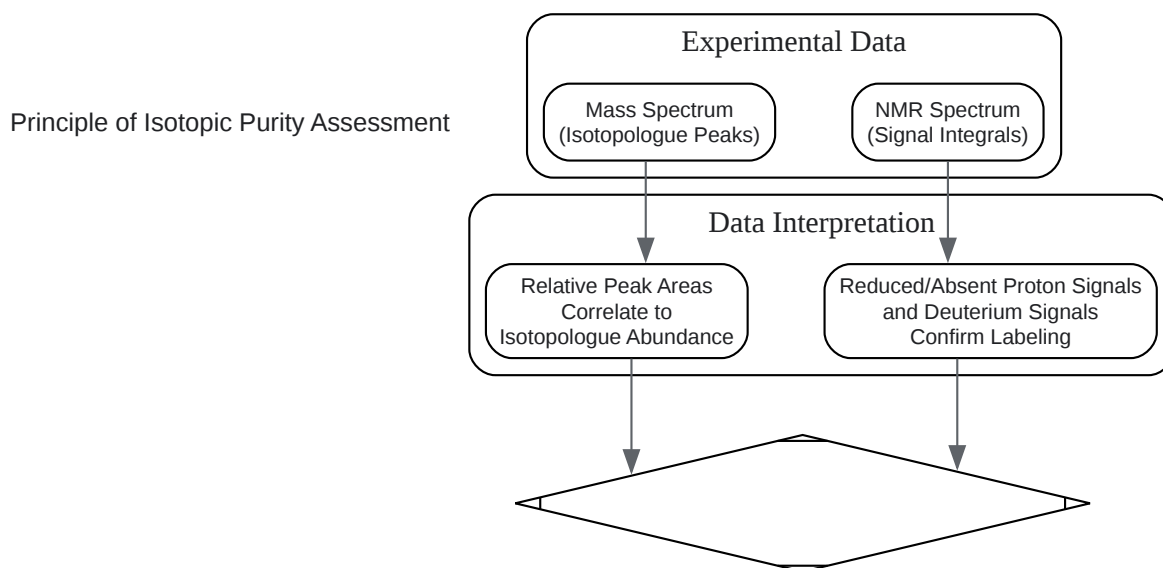 Principle of Isotopic Purity Assessment
Experimental Data
Mass Spectrum
(Isotopologue Peaks)
NMR Spectrum
(Signal Integrals)
Data Interpretation
Relative Peak Areas
Correlate to
Isotopologue Abundance
Reduced/Absent Proton Signals
and Deuterium Signals
Confirm Labeling